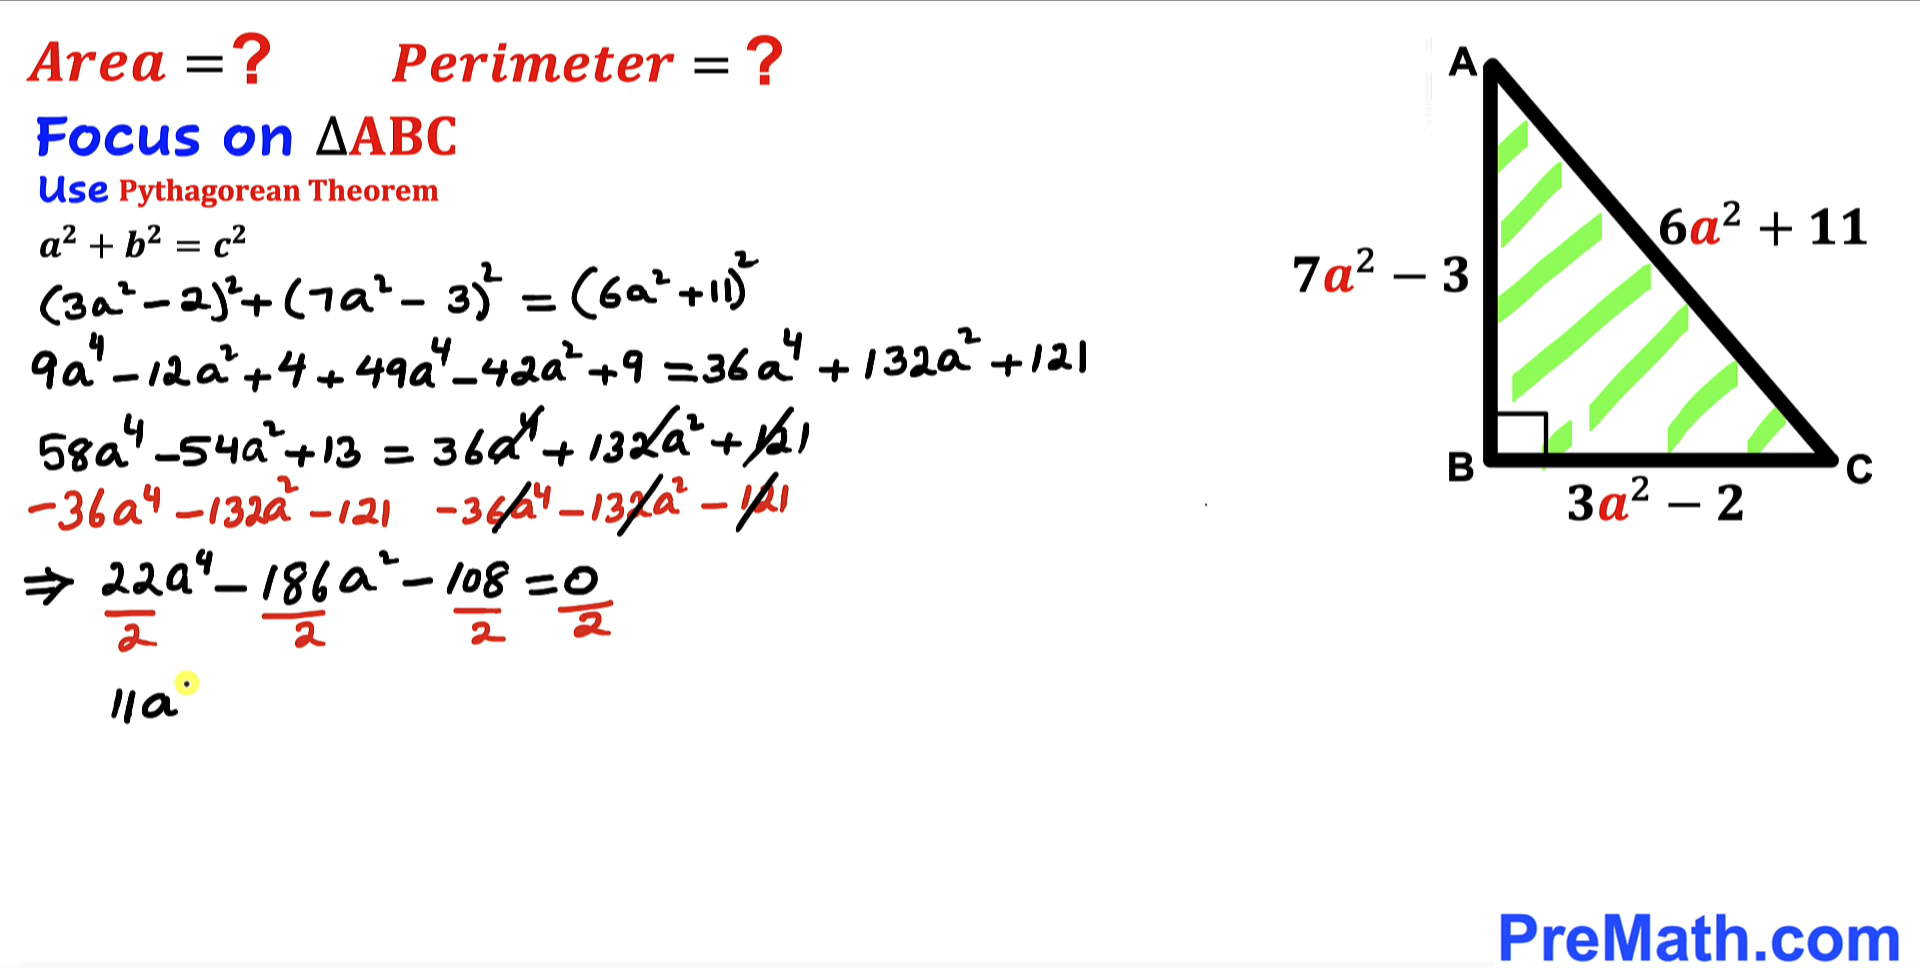 Area = ? Perimeter = ?
Focus on ΔABC
Use Pythagorean Theorem
a² + b² = c²
(3a² − 2)² + (7a² − 3)² = (6a² + 11)²
9a⁴ − 12a² + 4 + 49a⁴ − 42a² + 9 = 36a⁴ + 132a² + 121
58a⁴ − 54a² + 13 = 36a⁴ + 132a² + 121
−36a⁴ − 132a² − 121 −36a⁴ − 132a² − 121
⇒ 22a⁴ − 186a² − 108 = 0
2 2 2 2
11a
A
6a² + 11
7a² − 3
B
C
3a² − 2
PreMath.com